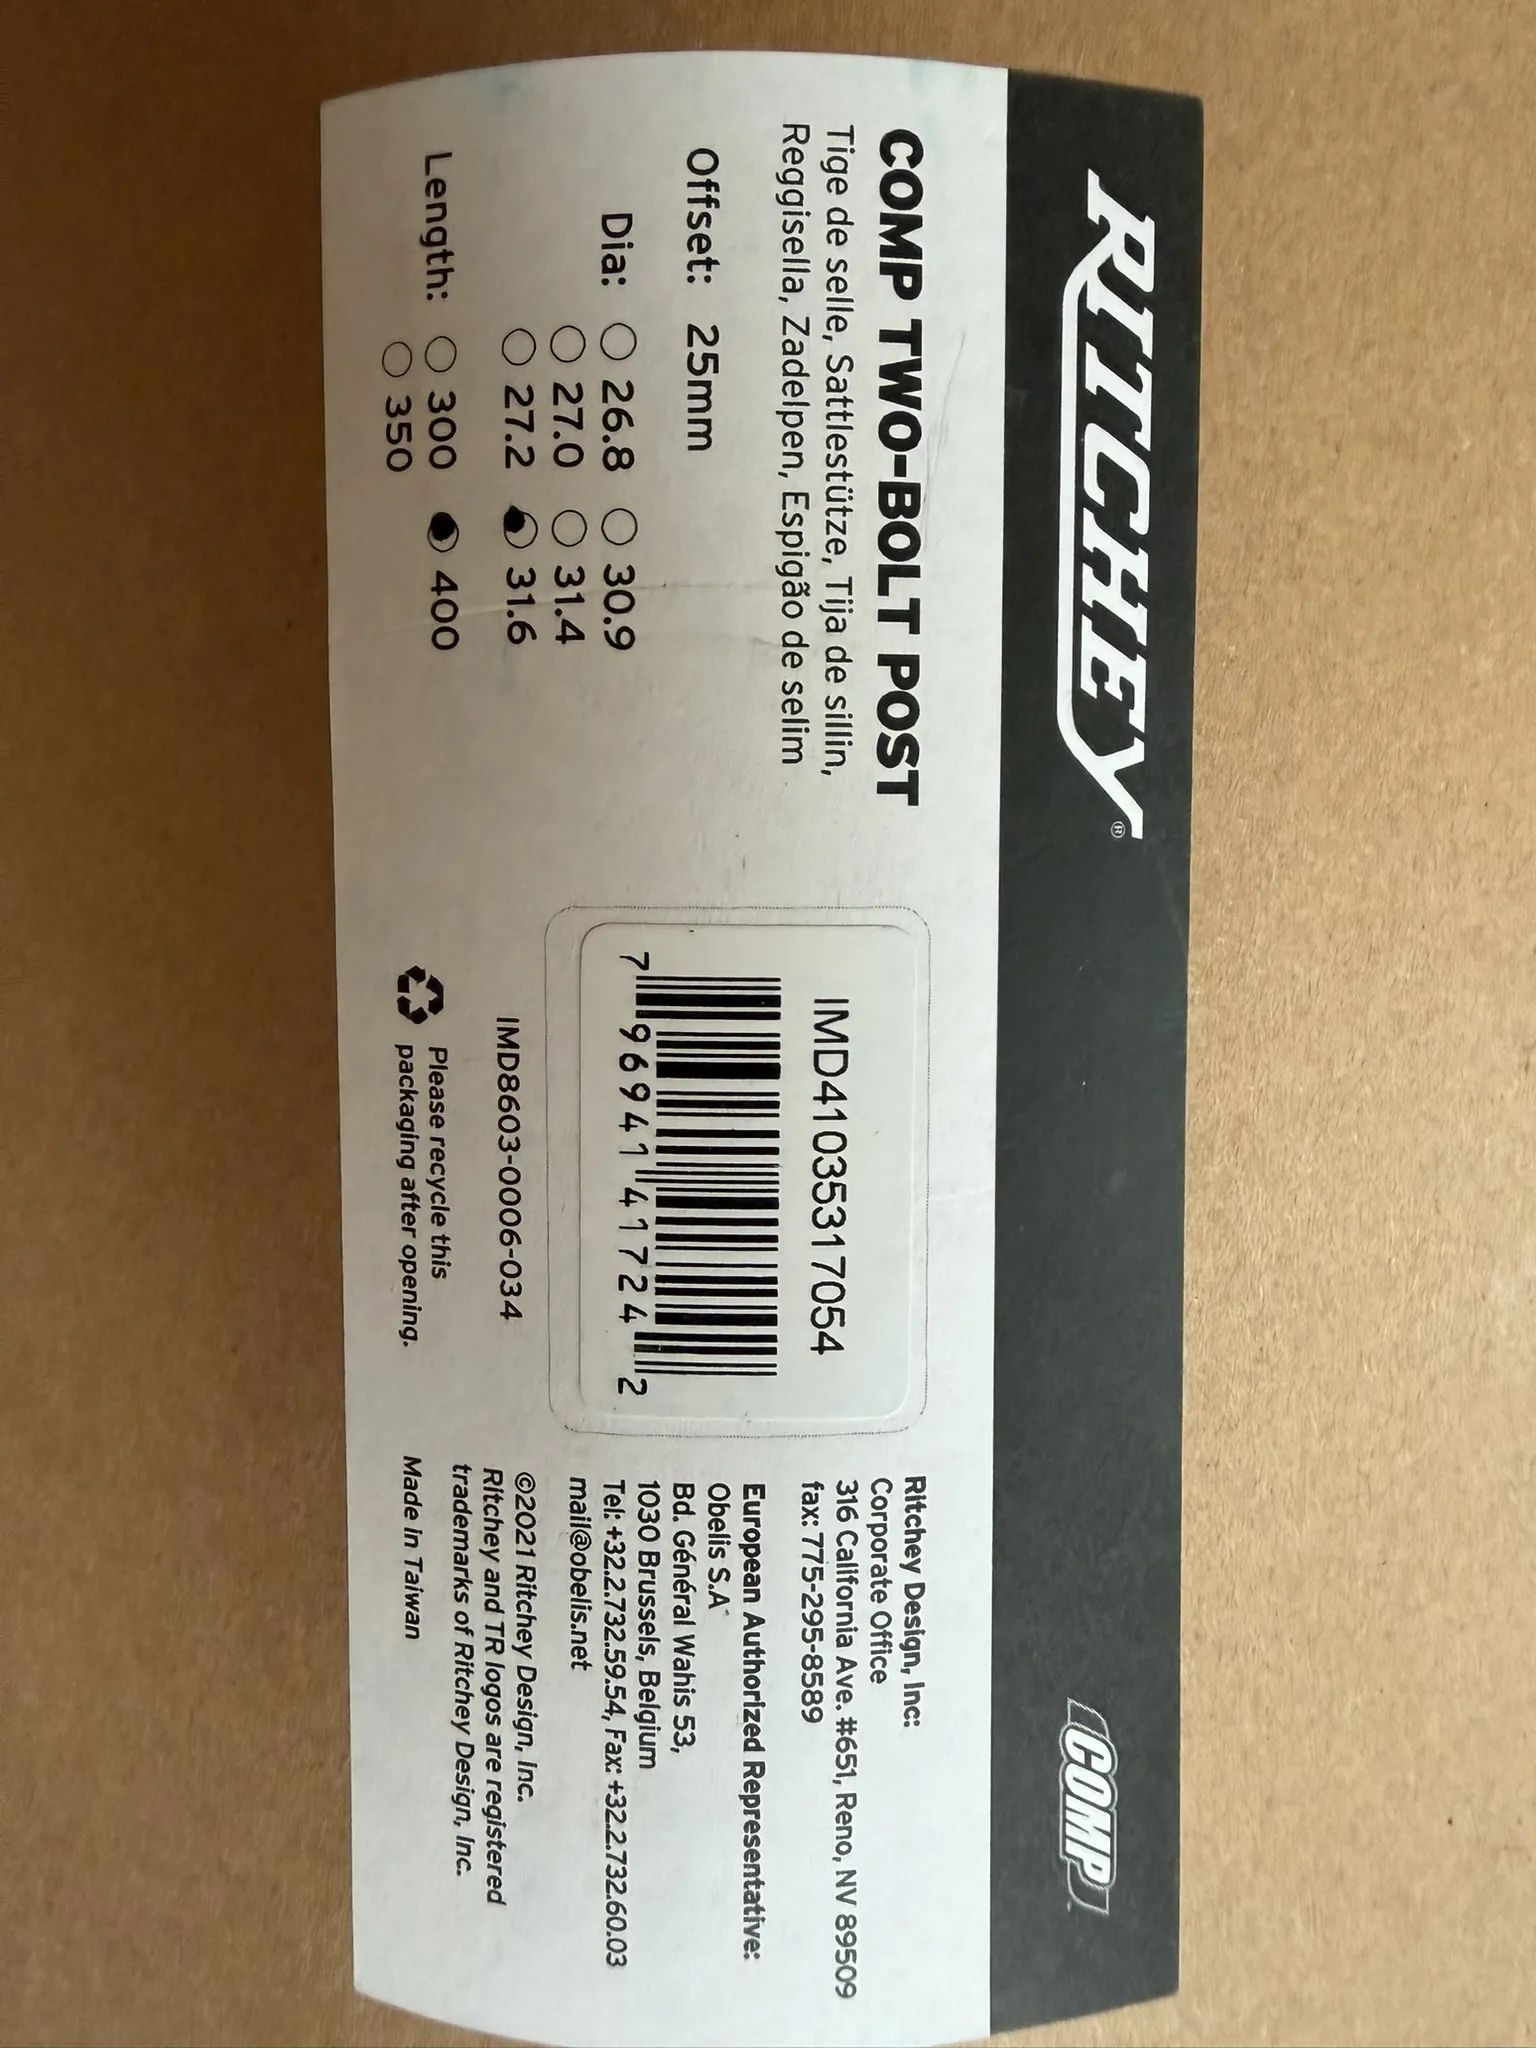 RITCHEY®
COMP
COMP TWO-BOLT POST
Tige de selle, Sattlestütze, Tija de sillin,
Reggisella, Zadelpen, Espigão de selim
Offset: 25mm
Dia: 26.8 30.9
27.0 31.4
27.2 31.6
Length: 300 400
350
IMD41035317054
7 96941 41724 2
IMD8603-0006-034
Please recycle this
packaging after opening.
Ritchey Design, Inc:
Corporate Office
316 California Ave. #651, Reno, NV 89509
fax: 775-295-8589
European Authorized Representative:
Obelis S.A
Bd. Général Wahis 53,
1030 Brussels, Belgium
Tel: +32.2.732.59.54, Fax: +32.2.732.60.03
mail@obelis.net
©2021 Ritchey Design, Inc.
Ritchey and TR logos are registered
trademarks of Ritchey Design, Inc.
Made in Taiwan